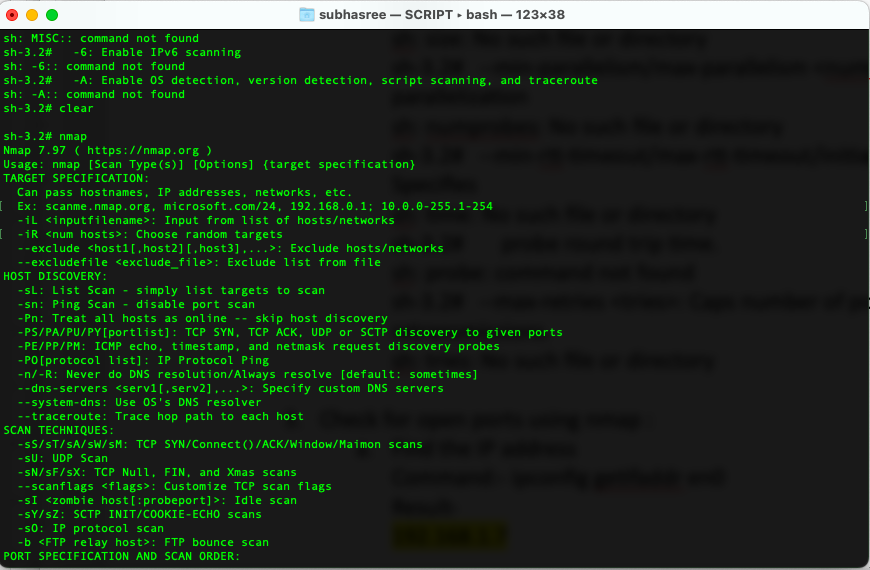 subhasree — SCRIPT ▸ bash — 123×38
sh: MISC:: command not found
sh-3.2#   -6: Enable IPv6 scanning
sh: -6:: command not found
sh-3.2#   -A: Enable OS detection, version detection, script scanning, and traceroute
sh: -A:: command not found
sh-3.2# clear
sh-3.2# nmap
Nmap 7.97 ( https://nmap.org )
Usage: nmap [Scan Type(s)] [Options] {target specification}
TARGET SPECIFICATION:
  Can pass hostnames, IP addresses, networks, etc.
[ Ex: scanme.nmap.org, microsoft.com/24, 192.168.0.1; 10.0.0-255.1-254 ]
  -iL <inputfilename>: Input from list of hosts/networks
[ -iR <num hosts>: Choose random targets ]
  --exclude <host1[,host2][,host3],...>: Exclude hosts/networks
  --excludefile <exclude_file>: Exclude list from file
HOST DISCOVERY:
  -sL: List Scan - simply list targets to scan
  -sn: Ping Scan - disable port scan
  -Pn: Treat all hosts as online -- skip host discovery
  -PS/PA/PU/PY[portlist]: TCP SYN, TCP ACK, UDP or SCTP discovery to given ports
  -PE/PP/PM: ICMP echo, timestamp, and netmask request discovery probes
  -PO[protocol list]: IP Protocol Ping
  -n/-R: Never do DNS resolution/Always resolve [default: sometimes]
  --dns-servers <serv1[,serv2],...>: Specify custom DNS servers
  --system-dns: Use OS's DNS resolver
  --traceroute: Trace hop path to each host
SCAN TECHNIQUES:
  -sS/sT/sA/sW/sM: TCP SYN/Connect()/ACK/Window/Maimon scans
  -sU: UDP Scan
  -sN/sF/sX: TCP Null, FIN, and Xmas scans
  --scanflags <flags>: Customize TCP scan flags
  -sI <zombie host[:probeport]>: Idle scan
  -sY/sZ: SCTP INIT/COOKIE-ECHO scans
  -sO: IP protocol scan
  -b <FTP relay host>: FTP bounce scan
PORT SPECIFICATION AND SCAN ORDER: